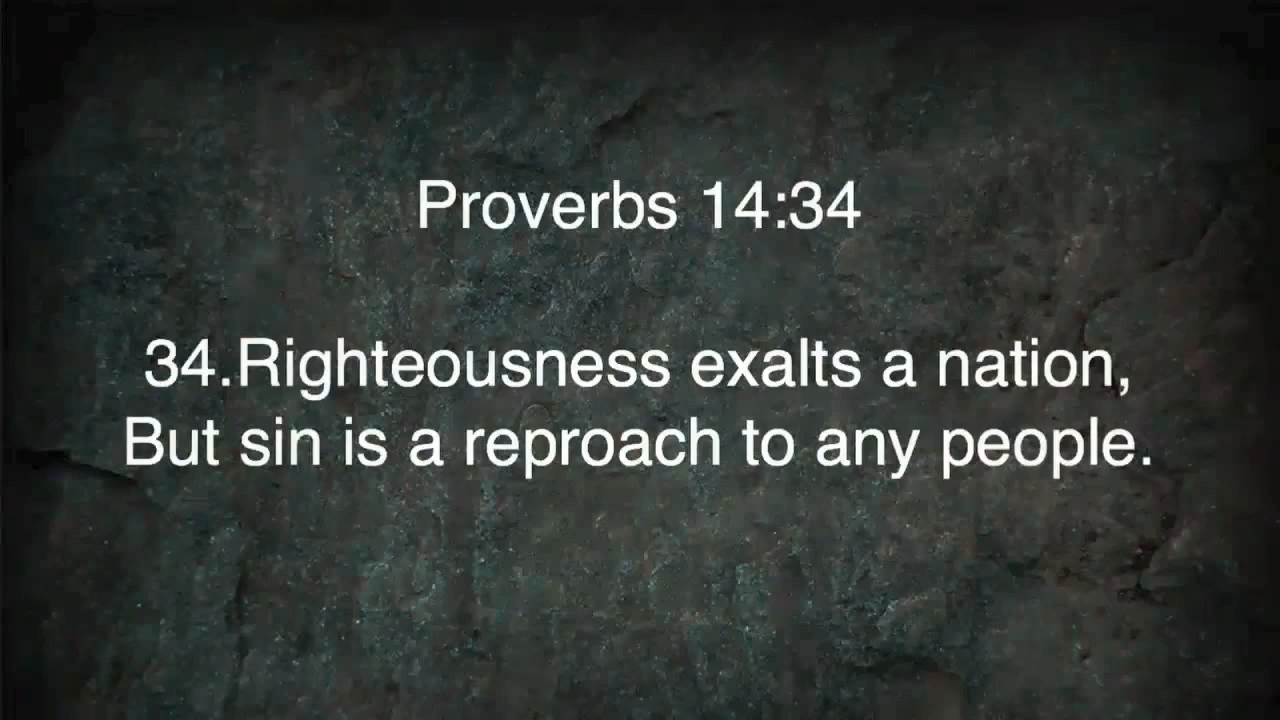 Proverbs 14:34
34.Righteousness exalts a nation,
But sin is a reproach to any people.